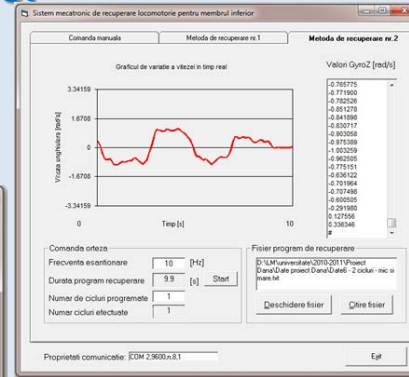 Sistem mecatronic de recuperare locomotorie pentru membrul inferior
Comanda manuala
Metoda de recuperare nr.1
Metoda de recuperare nr.2
Graficul de variatie a vitezei in timp real
Valori GyroZ [rad/s]
3.34159
1.6708
0
-1.6708
-3.34159
Viteza unghiulara [rad/s]
0
Timp [s]
10
-0.765775
-0.771900
-0.782526
-0.851278
-0.841898
-0.830717
-0.903058
-0.975389
-1.003259
-0.962505
-0.775151
-0.636122
-0.701964
-0.707498
-0.600505
-0.291980
0.127556
0.338346
#
Comanda orteza
Frecventa esantionare
10
[Hz]
Durata program recuperare
9.9
[s]
Start
Numar de cicluri programate
1
Numar cicluri efectuate
1
Fisier program de recuperare
D:\LM\universitate\2010-2011\Proiect
Dana\Date proiect Dana\Date6 - 2 cicluri - mic si
mare.txt
Deschidere fisier
Citire fisier
Proprietati comunicatie:
COM 2,9600,n,8,1
Exit